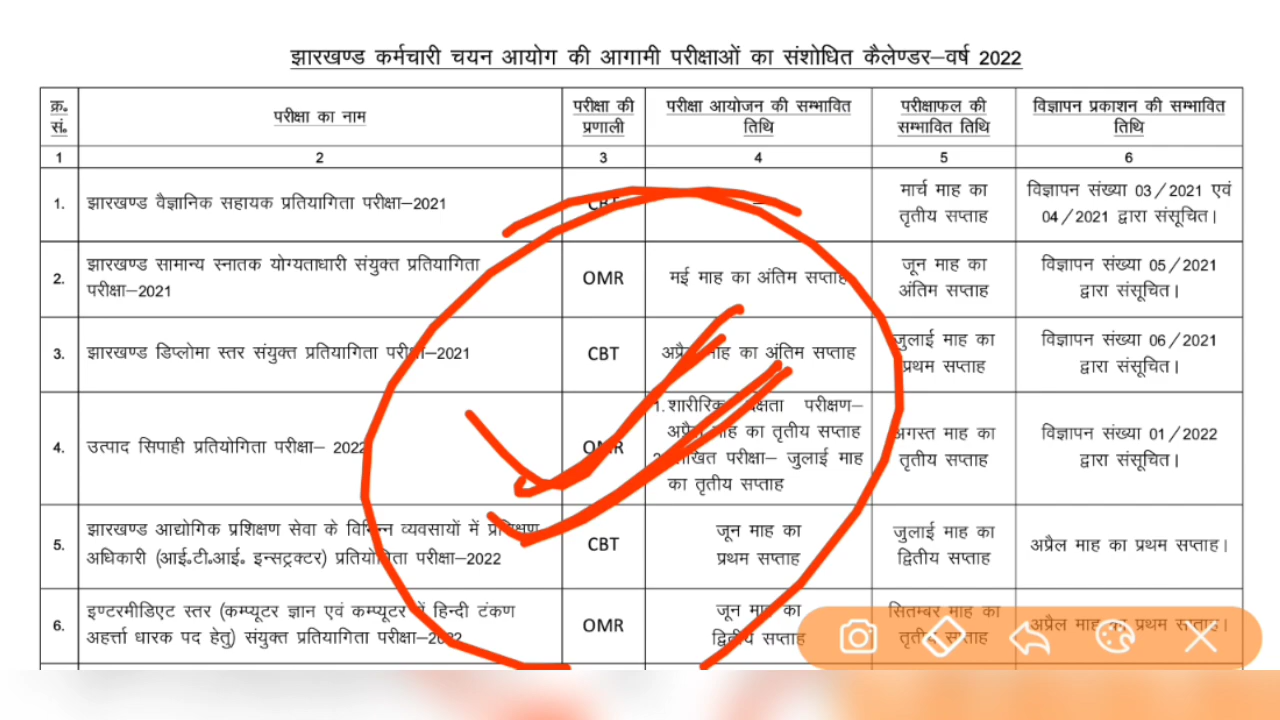 झारखण्ड कर्मचारी चयन आयोग की आगामी परीक्षाओं का संशोधित कैलेण्डर–वर्ष 2022
क्र॰ सं॰
परीक्षा का नाम
परीक्षा की
प्रणाली
परीक्षा आयोजन की सम्भावित
तिथि
परीक्षाफल की
सम्भावित तिथि
विज्ञापन प्रकाशन की सम्भावित
तिथि
1 2 3 4 5 6
1.
झारखण्ड वैज्ञानिक सहायक प्रतियागिता परीक्षा–2021
CBT
–
मार्च माह का
तृतीय सप्ताह
विज्ञापन संख्या 03/2021 एवं
04/2021 द्वारा संसूचित।
2.
झारखण्ड सामान्य स्नातक योग्यताधारी संयुक्त प्रतियागिता
परीक्षा–2021
OMR
मई माह का अंतिम सप्ताह
जून माह का
अंतिम सप्ताह
विज्ञापन संख्या 05/2021
द्वारा संसूचित।
3.
झारखण्ड डिप्लोमा स्तर संयुक्त प्रतियागिता परीक्षा–2021
CBT
अप्रैल माह का अंतिम सप्ताह
जुलाई माह का
प्रथम सप्ताह
विज्ञापन संख्या 06/2021
द्वारा संसूचित।
4.
उत्पाद सिपाही प्रतियोगिता परीक्षा– 2022
OMR
1. शारीरिक दक्षता परीक्षण–
अप्रैल माह का तृतीय सप्ताह
2. लिखित परीक्षा– जुलाई माह
का तृतीय सप्ताह
अगस्त माह का
तृतीय सप्ताह
विज्ञापन संख्या 01/2022
द्वारा संसूचित।
5.
झारखण्ड आद्योगिक प्रशिक्षण सेवा के विभिन्न व्यवसायों में प्रशिक्षण
अधिकारी (आई॰टी॰आई॰ इन्सट्रक्टर) प्रतियोगिता परीक्षा–2022
CBT
जून माह का
प्रथम सप्ताह
जुलाई माह का
द्वितीय सप्ताह
अप्रैल माह का प्रथम सप्ताह।
6.
इण्टरमीडिएट स्तर (कम्प्यूटर ज्ञान एवं कम्प्यूटर में हिन्दी टंकण
अहर्त्ता धारक पद हेतु) संयुक्त प्रतियागिता परीक्षा–2022
OMR
जून माह का
द्वितीय सप्ताह
सितम्बर माह का
तृतीय सप्ताह
अप्रैल माह का प्रथम सप्ताह।